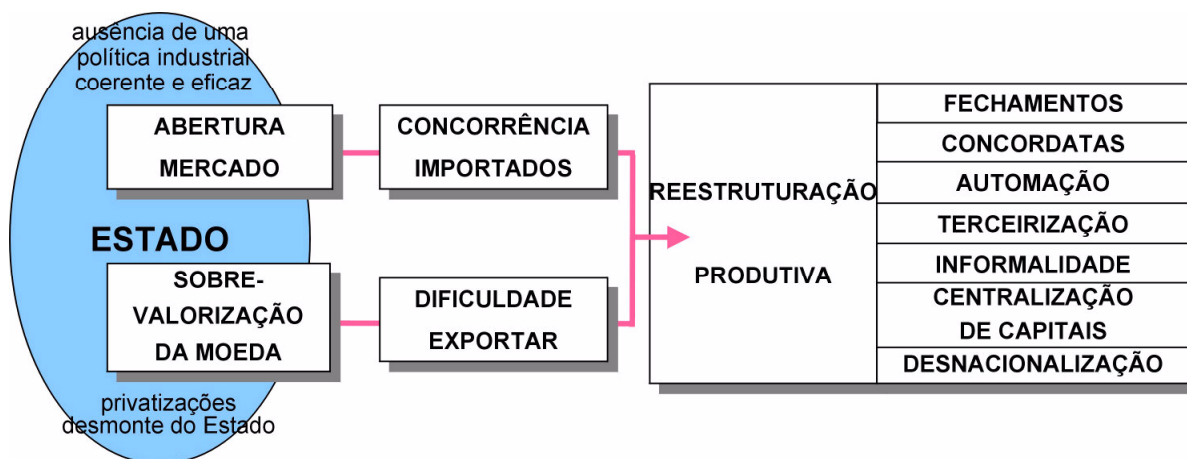 ausência de uma
política industrial
coerente e eficaz
ABERTURA
MERCADO
CONCORRÊNCIA
IMPORTADOS
ESTADO
SOBRE-
VALORIZAÇÃO
DA MOEDA
DIFICULDADE
EXPORTAR
privatizações
desmonte do Estado
REESTRUTURAÇÃO
PRODUTIVA
FECHAMENTOS
CONCORDATAS
AUTOMAÇÃO
TERCEIRIZAÇÃO
INFORMALIDADE
CENTRALIZAÇÃO
DE CAPITAIS
DESNACIONALIZAÇÃO